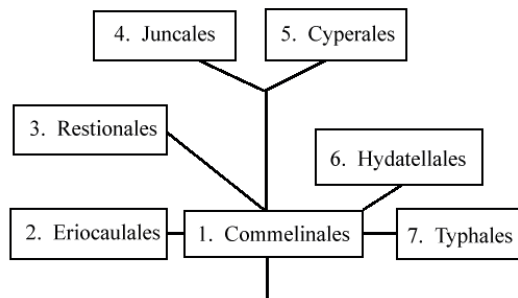 4. Juncales
5. Cyperales
3. Restionales
6. Hydatellales
2. Eriocaulales
1. Commelinales
7. Typhales